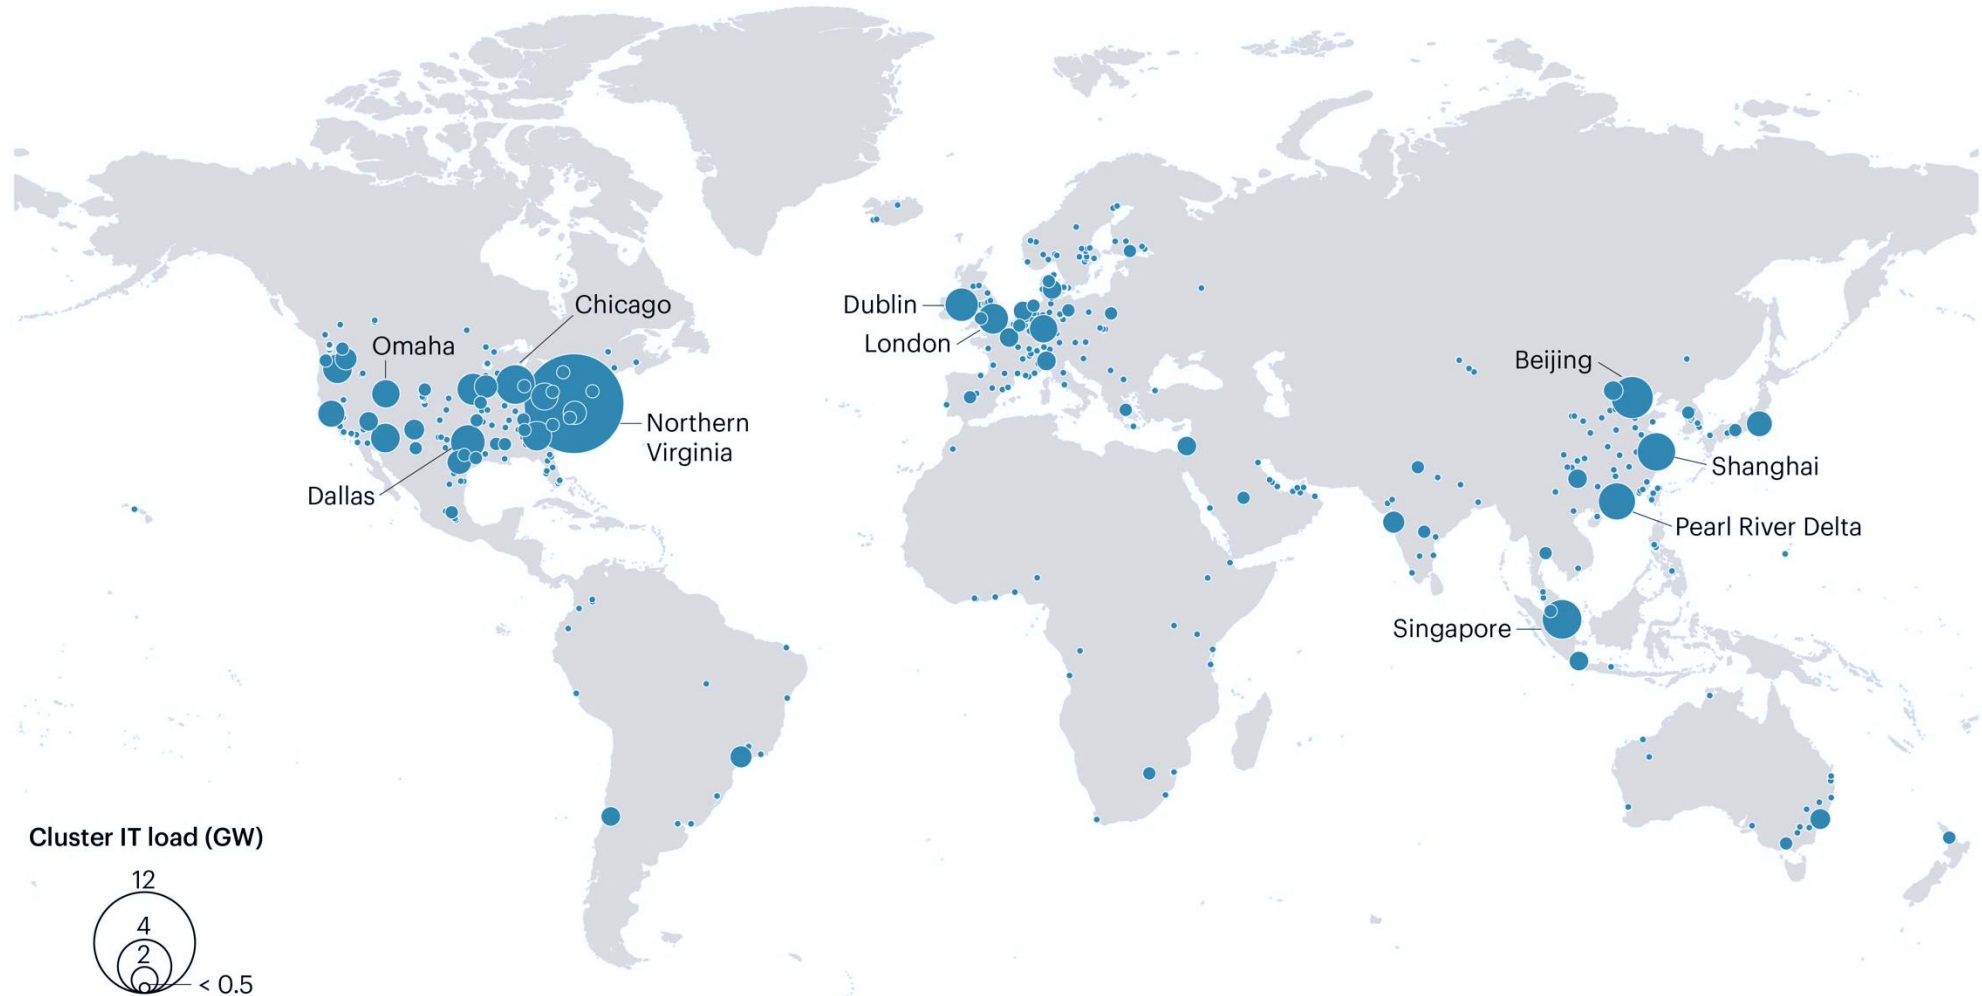 Chicago
Omaha
Northern
Virginia
Dallas
Dublin
London
Beijing
Shanghai
Pearl River Delta
Singapore
Cluster IT load (GW)
12
4
2
< 0.5